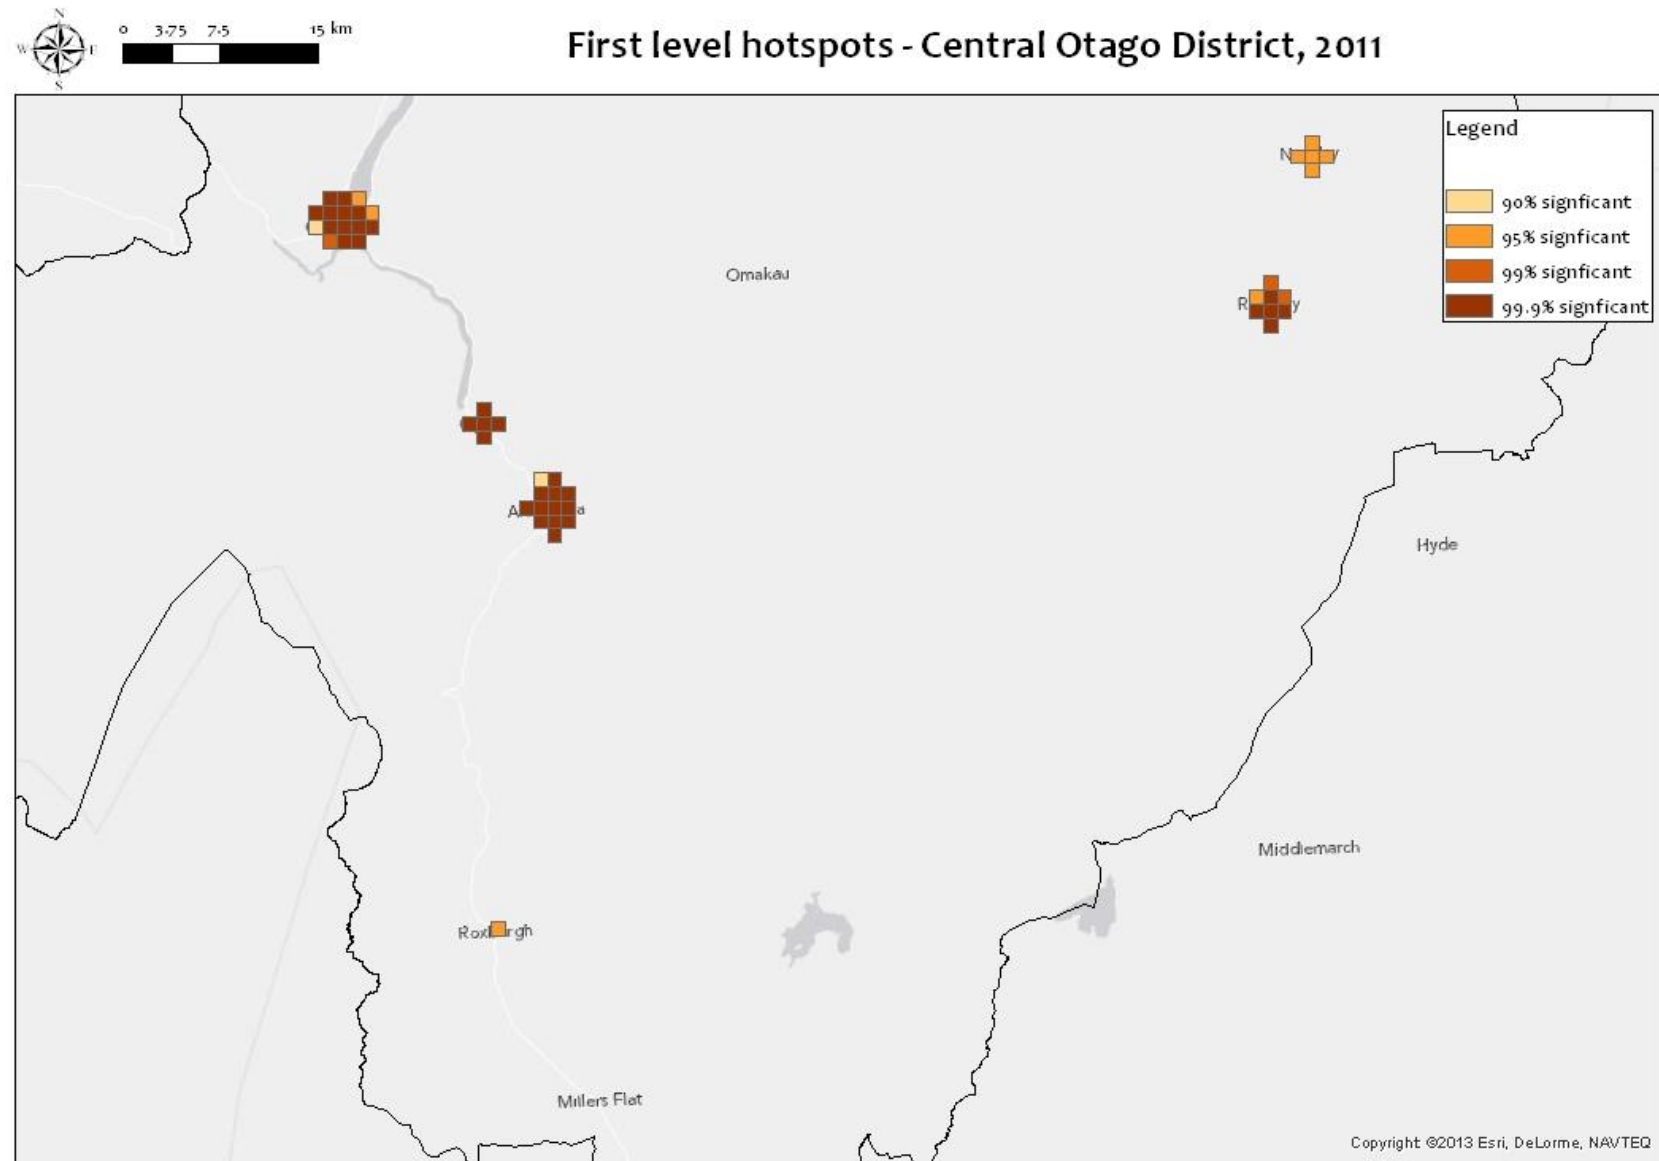 N
W E
S
0 3.75 7.5 15 km
First level hotspots - Central Otago District, 2011
Legend
90% signficant
95% signficant
99% signficant
99.9% signficant
Omakau
Hyde
Middlemarch
Millers Flat
Copyright ©2013 Esri, DeLorme, NAVTEQ